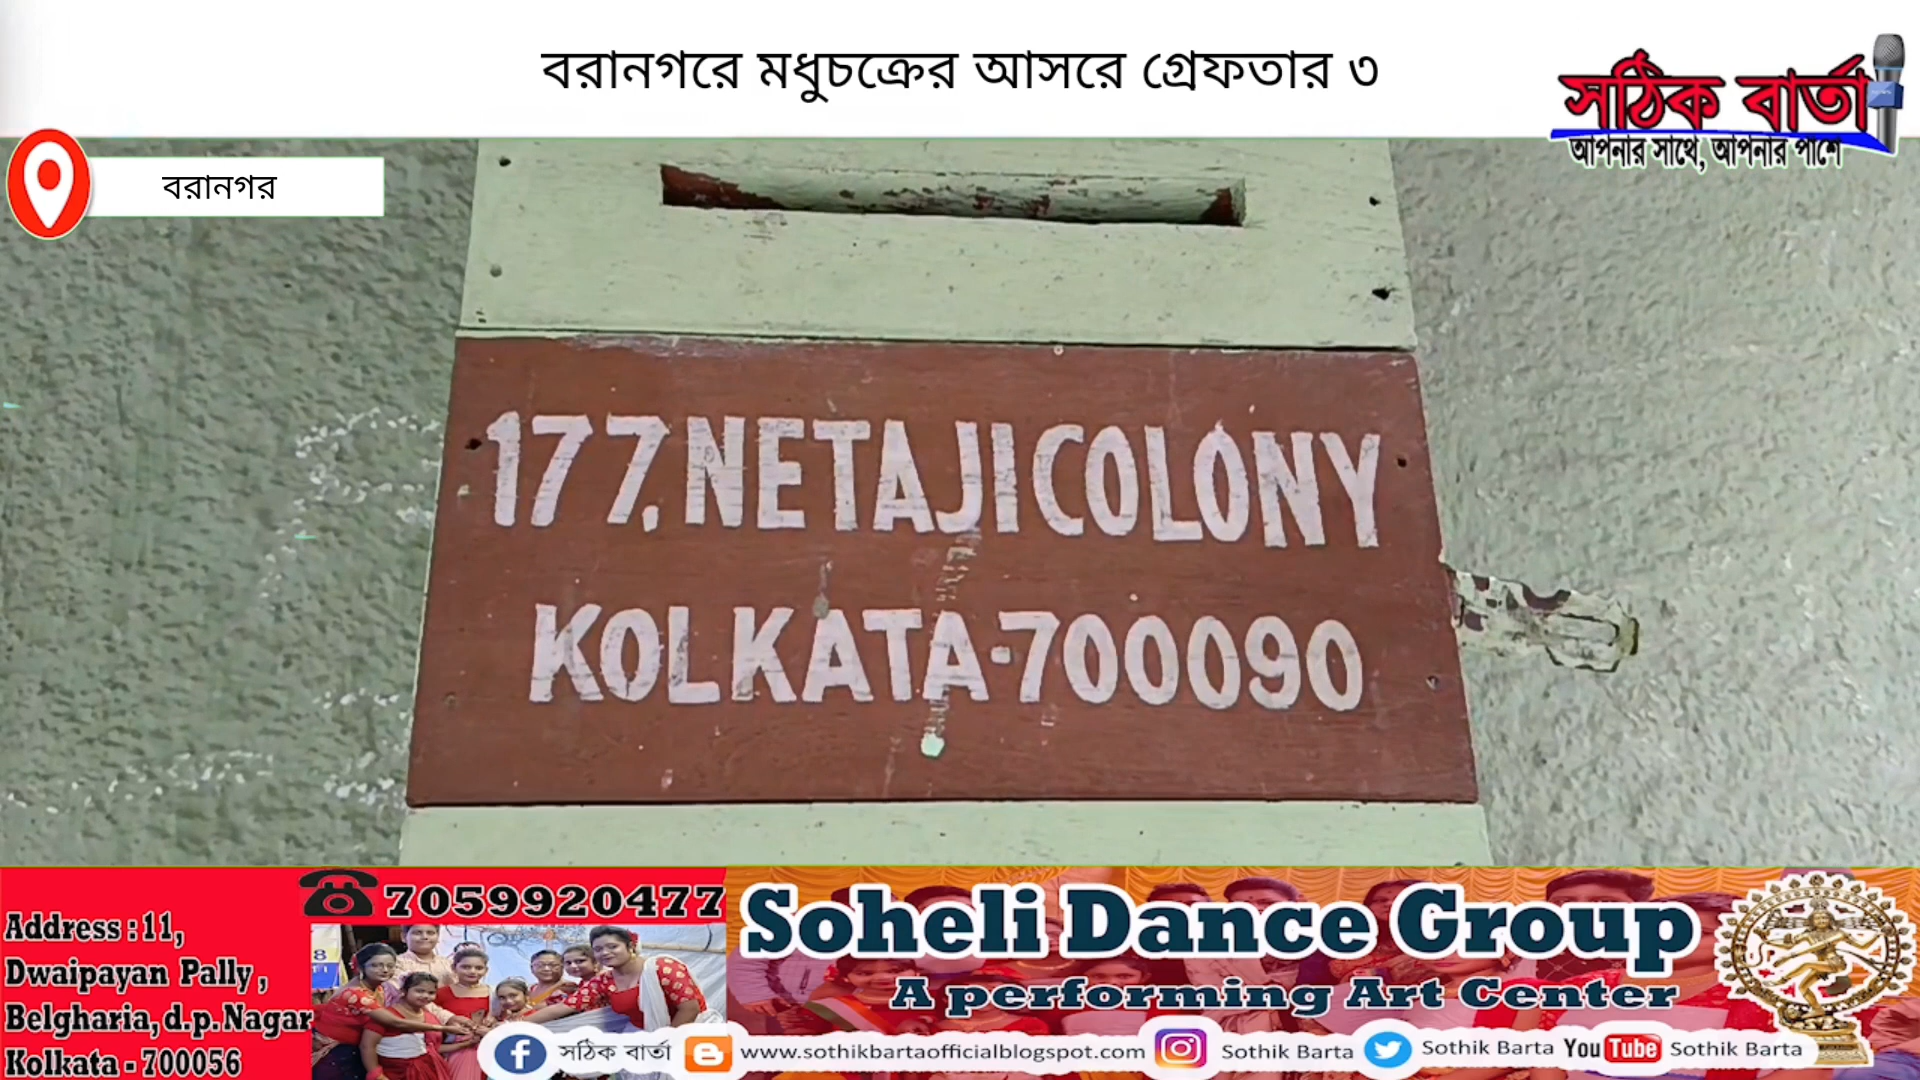 বরানগরে মধুচক্রের আসরে গ্রেফতার ৩
সঠিক বার্তা
আপনার সাথে, আপনার পাশে
বরানগর
177, NETAJI COLONY
KOLKATA-700090
7059920477
Address : 11,
Dwaipayan Pally,
Belgharia, d.p. Nagar
Kolkata - 700056
Soheli Dance Group
A performing Art Center
সঠিক বার্তা www.sothikbartaofficialblogspot.com Sothik Barta Sothik Barta YouTube Sothik Barta